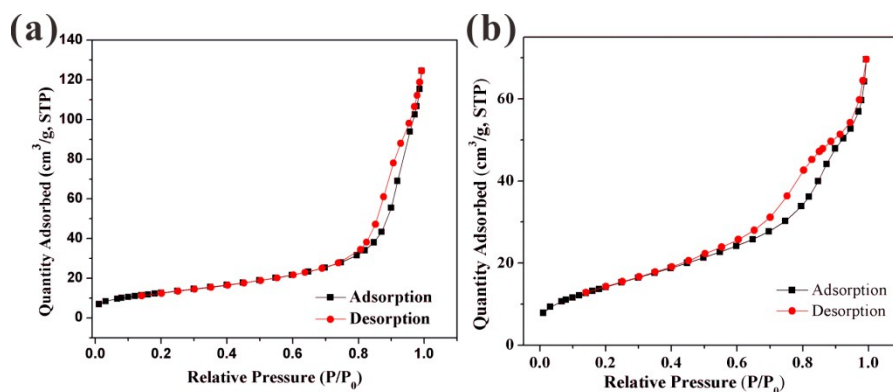 (a)
Quantity Adsorbed (cm³/g, STP)
140
120
100
80
60
40
20
0
0.0 0.2 0.4 0.6 0.8 1.0
Relative Pressure (P/P₀)
Adsorption
Desorption
(b)
Quantity Adsorbed (cm³/g, STP)
60
40
20
0
0.0 0.2 0.4 0.6 0.8 1.0
Relative Pressure (P/P₀)
Adsorption
Desorption